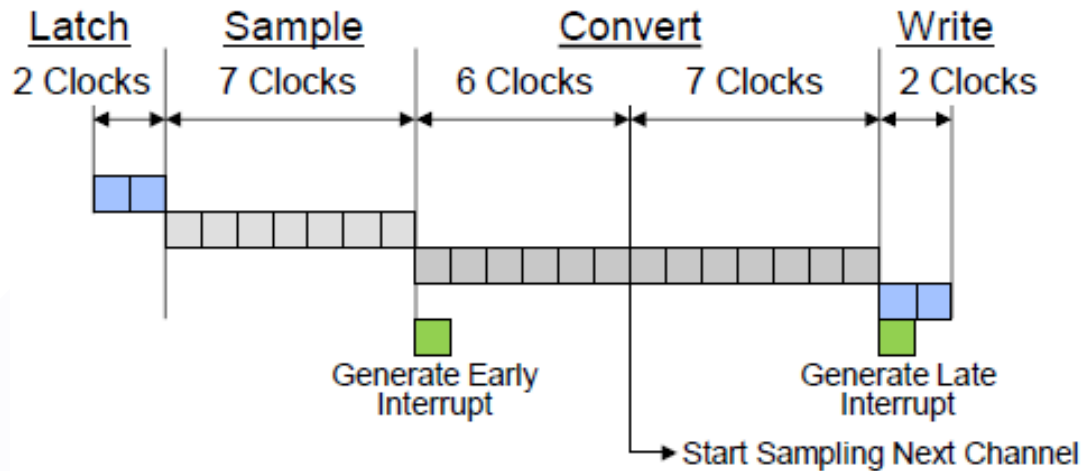 Latch Sample Convert Write
2 Clocks 7 Clocks 6 Clocks 7 Clocks 2 Clocks
Generate Early
Interrupt
Generate Late
Interrupt
Start Sampling Next Channel